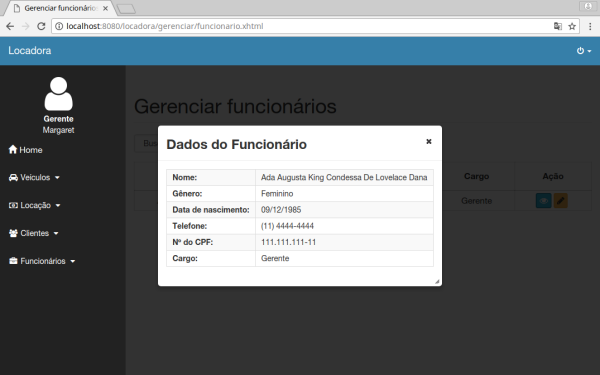 Gerenciar funcionários
localhost:8080/locadora/gerenciar/funcionario.xhtml
Locadora
Gerente
Margaret
Home
Veículos
Locação
Clientes
Funcionários
Gerenciar funcionários
Cargo Ação
Gerente
Dados do Funcionário
Nome: Ada Augusta King Condessa De Lovelace Dana
Gênero: Feminino
Data de nascimento: 09/12/1985
Telefone: (11) 4444-4444
Nº do CPF: 111.111.111-11
Cargo: Gerente